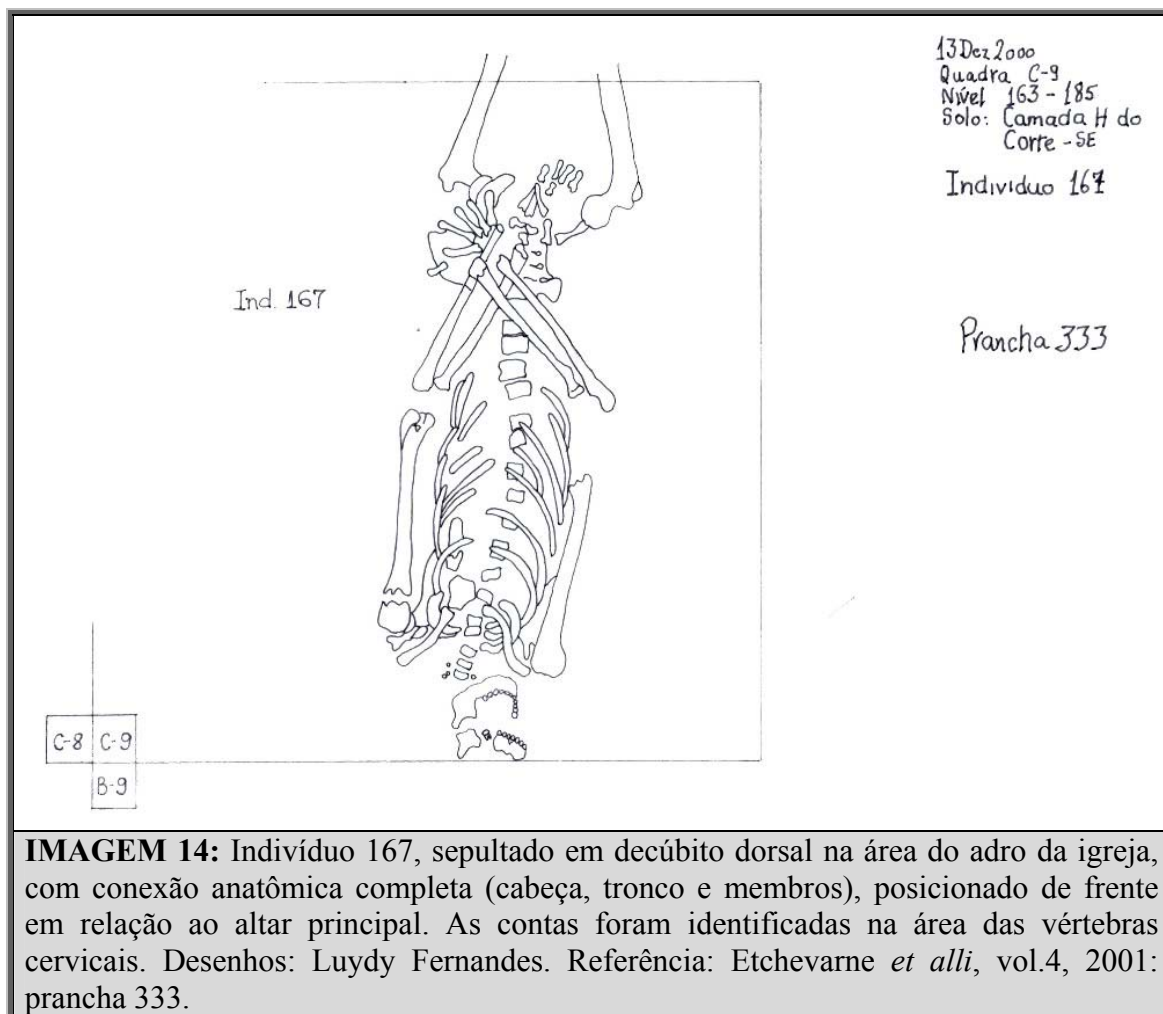 13 Dez 2000
Quadra C-9
Nível 163 - 185
Solo: Camada H do
Corte - SE
Individuo 167
Ind. 167
Prancha 333
C-8 C-9
B-9
IMAGEM 14: Indivíduo 167, sepultado em decúbito dorsal na área do adro da igreja,
com conexão anatômica completa (cabeça, tronco e membros), posicionado de frente
em relação ao altar principal. As contas foram identificadas na área das vértebras
cervicais. Desenhos: Luydy Fernandes. Referência: Etchevarne et alli, vol.4, 2001:
prancha 333.